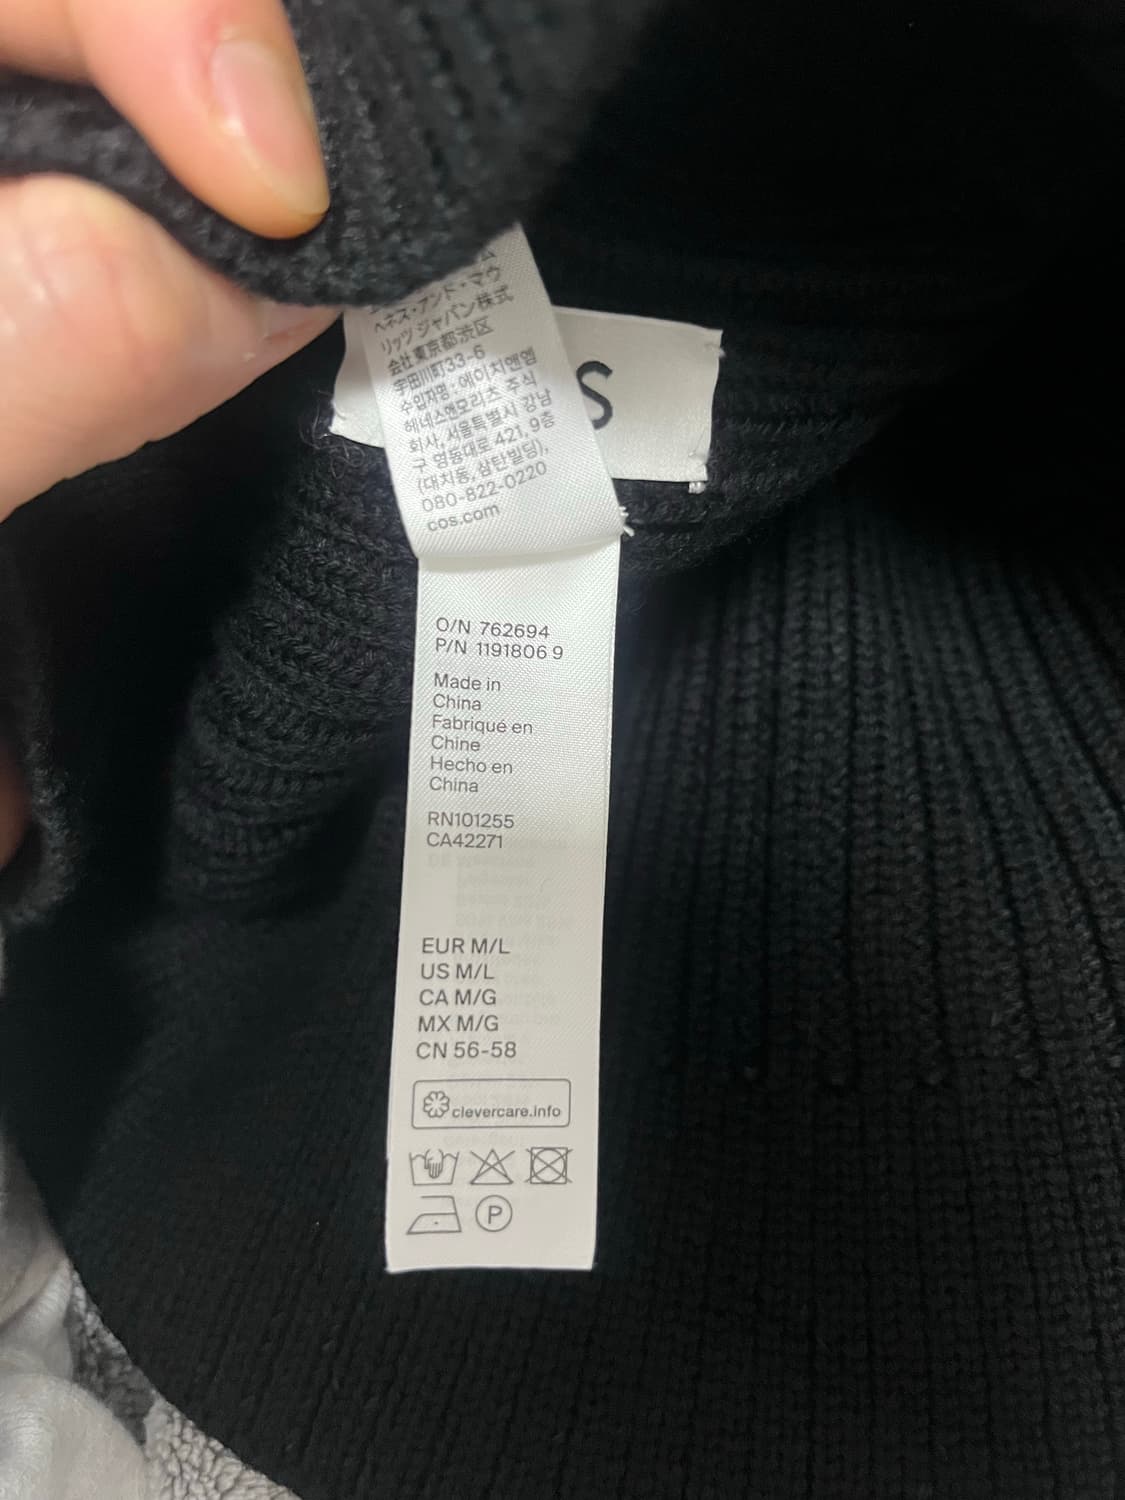 ヘネス・アンド・マウ
リッツ ジャパン株式
会社 東京都渋谷区
宇田川町33-6
수입자명 : 에이치앤엠
헤네스앤모리츠 주식
회사, 서울특별시 강남
구 영동대로 421, 9층
(대치동, 삼탄빌딩),
080-822-0220
cos.com
S
O/N 762694
P/N 1191806 9
Made in
China
Fabriqué en
Chine
Hecho en
China
RN101255
CA42271
EUR M/L
US M/L
CA M/G
MX M/G
CN 56-58
clevercare.info
P